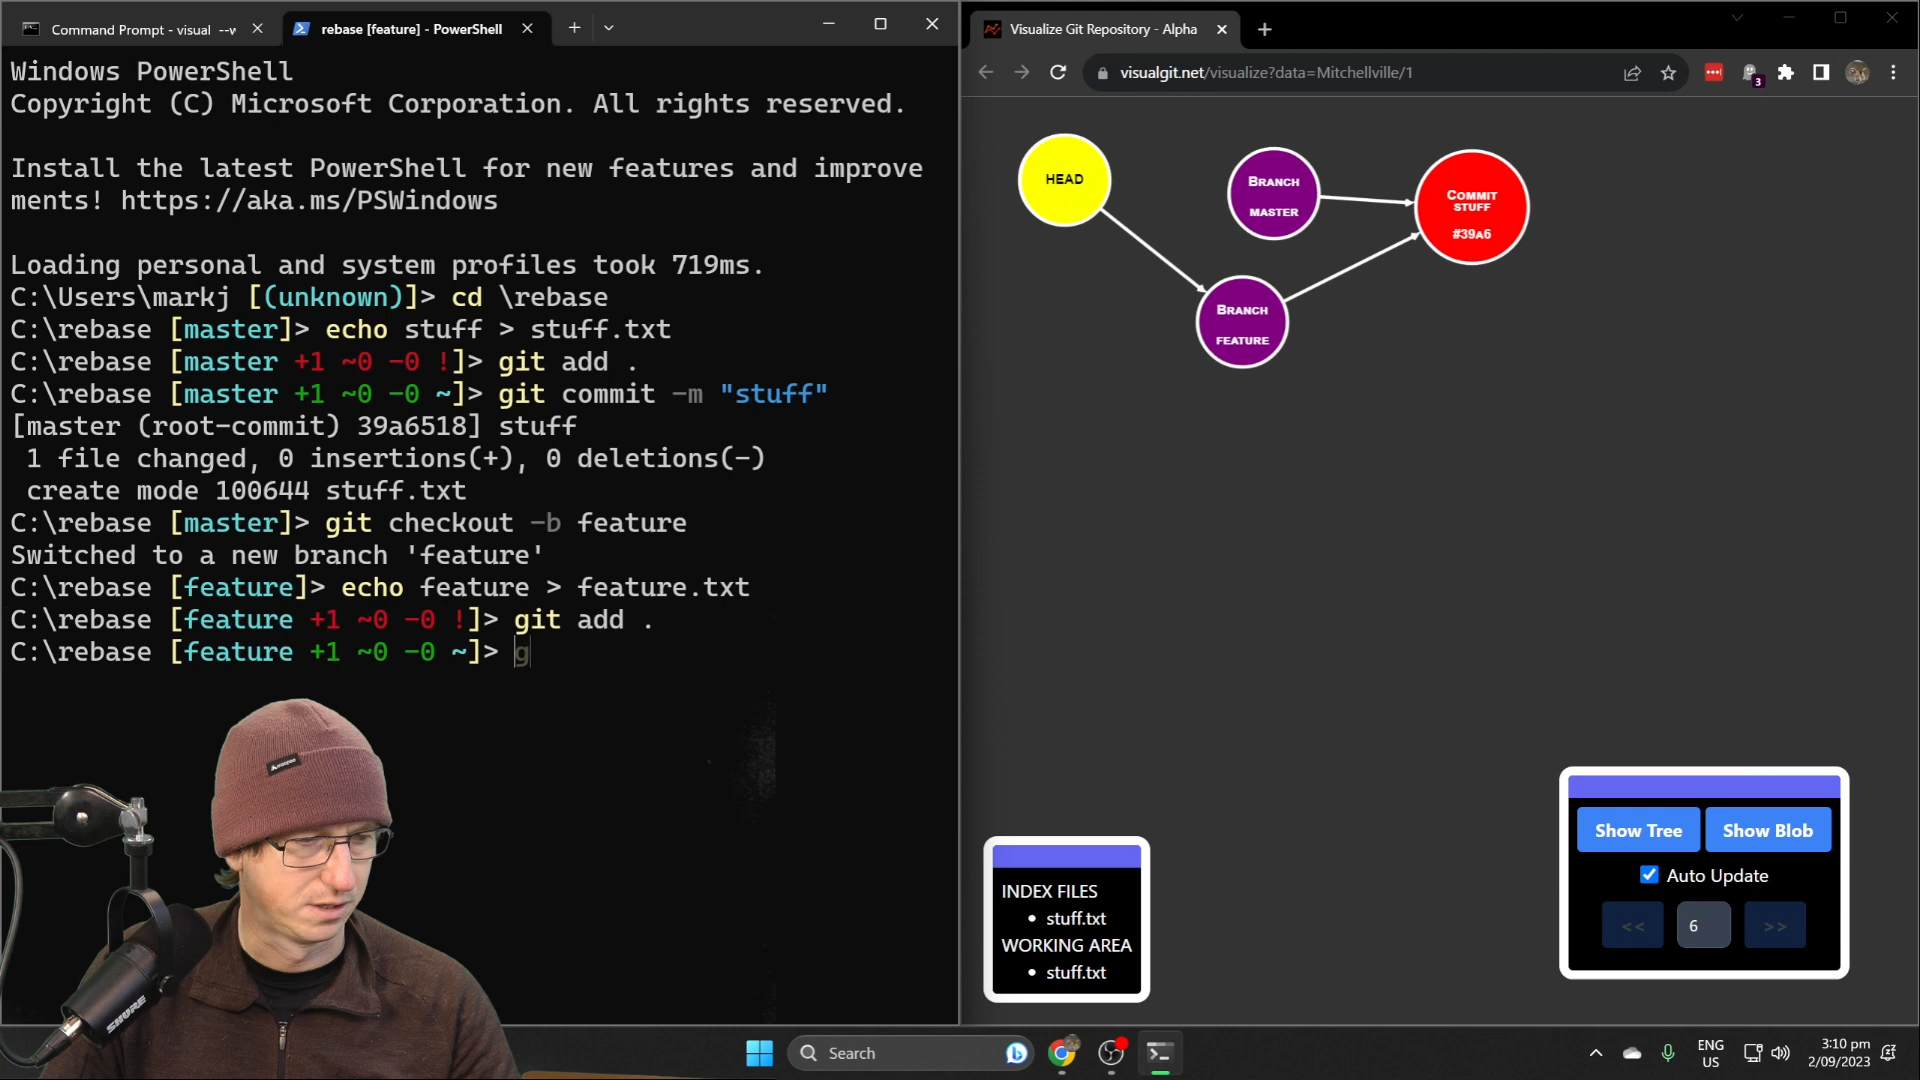 Command Prompt - visual --w
rebase [feature] - PowerShell
Windows PowerShell
Copyright (C) Microsoft Corporation. All rights reserved.
Install the latest PowerShell for new features and improve
ments! https://aka.ms/PSWindows
Loading personal and system profiles took 719ms.
C:\Users\markj [(unknown)]> cd \rebase
C:\rebase [master]> echo stuff > stuff.txt
C:\rebase [master +1 ~0 -0 !]> git add .
C:\rebase [master +1 ~0 -0 ~]> git commit -m "stuff"
[master (root-commit) 39a6518] stuff
1 file changed, 0 insertions(+), 0 deletions(-)
create mode 100644 stuff.txt
C:\rebase [master]> git checkout -b feature
Switched to a new branch 'feature'
C:\rebase [feature]> echo feature > feature.txt
C:\rebase [feature +1 ~0 -0 !]> git add .
C:\rebase [feature +1 ~0 -0 ~]> g
SHURE
Visualize Git Repository - Alpha
visualgit.net/visualize?data=Mitchellville/1
3
HEAD
BRANCH
MASTER
COMMIT
STUFF
#39A6
BRANCH
FEATURE
INDEX FILES
• stuff.txt
WORKING AREA
• stuff.txt
Show Tree
Show Blob
Auto Update
<<
6
>>
Search
ENG
US
3:10 pm
2/09/2023